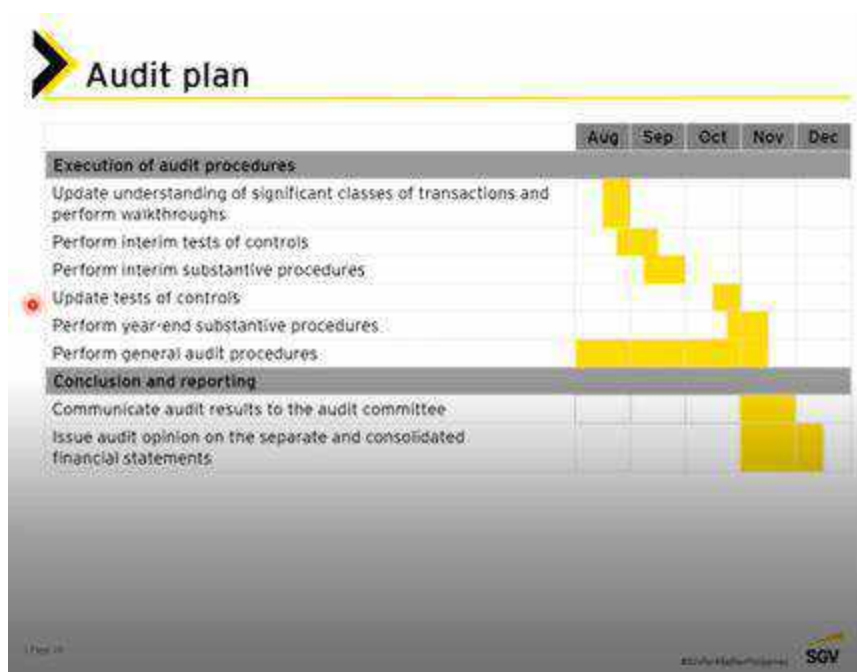 Audit plan
Aug Sep Oct Nov Dec
Execution of audit procedures
Update understanding of significant classes of transactions and
perform walkthroughs
Perform interim tests of controls
Perform interim substantive procedures
Update tests of controls
Perform year-end substantive procedures
Perform general audit procedures
Conclusion and reporting
Communicate audit results to the audit committee
Issue audit opinion on the separate and consolidated
financial statements
SGV